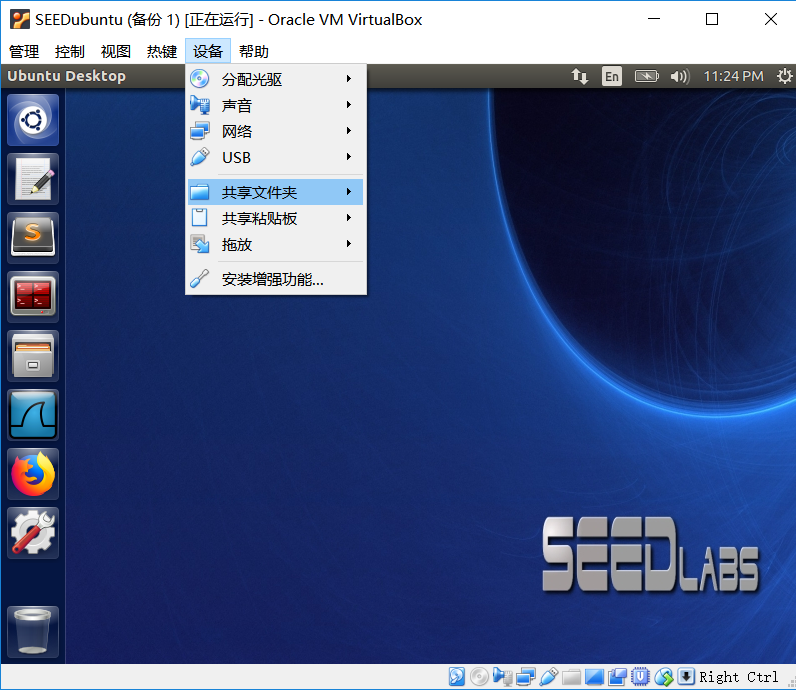 SEEDubuntu (备份 1) [正在运行] - Oracle VM VirtualBox
管理 控制 视图 热键 设备 帮助
Ubuntu Desktop En 11:24 PM
分配光驱
声音
网络
USB
共享文件夹
共享粘贴板
拖放
安装增强功能...
S
SEEDLABS
Right Ctrl